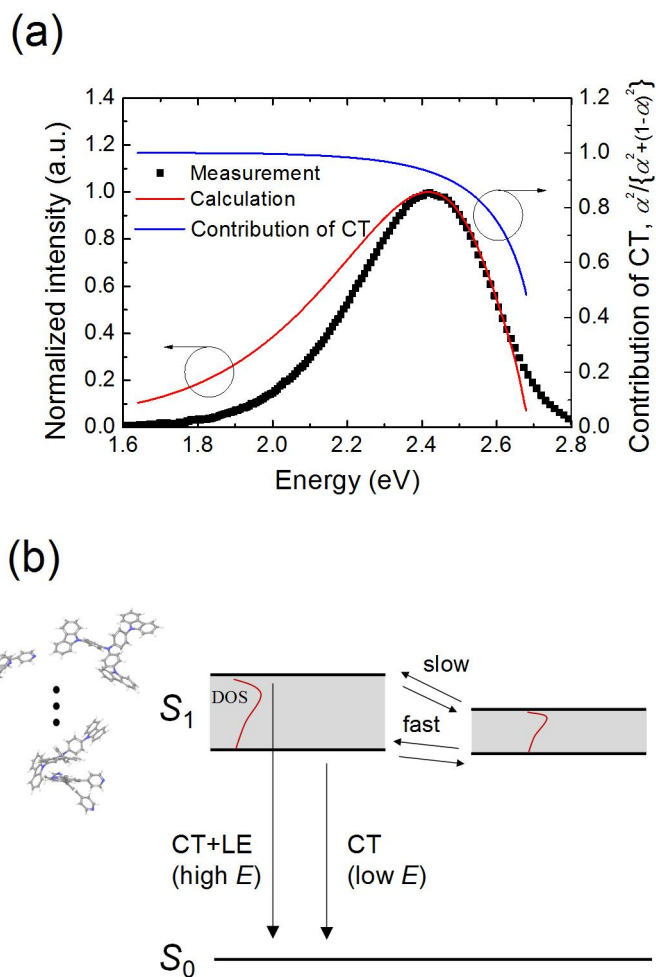 (a)
Normalized intensity (a.u.)
1.4
1.2
1.0
0.8
0.6
0.4
0.2
0.0
Measurement
Calculation
Contribution of CT
1.2
1.0
0.8
0.6
0.4
0.2
0.0
Contribution of CT, α²/{α²+(1-α)²}
1.6 1.8 2.0 2.2 2.4 2.6 2.8
Energy (eV)
(b)
S₁
DOS
slow
fast
CT+LE
(high E)
CT
(low E)
S₀